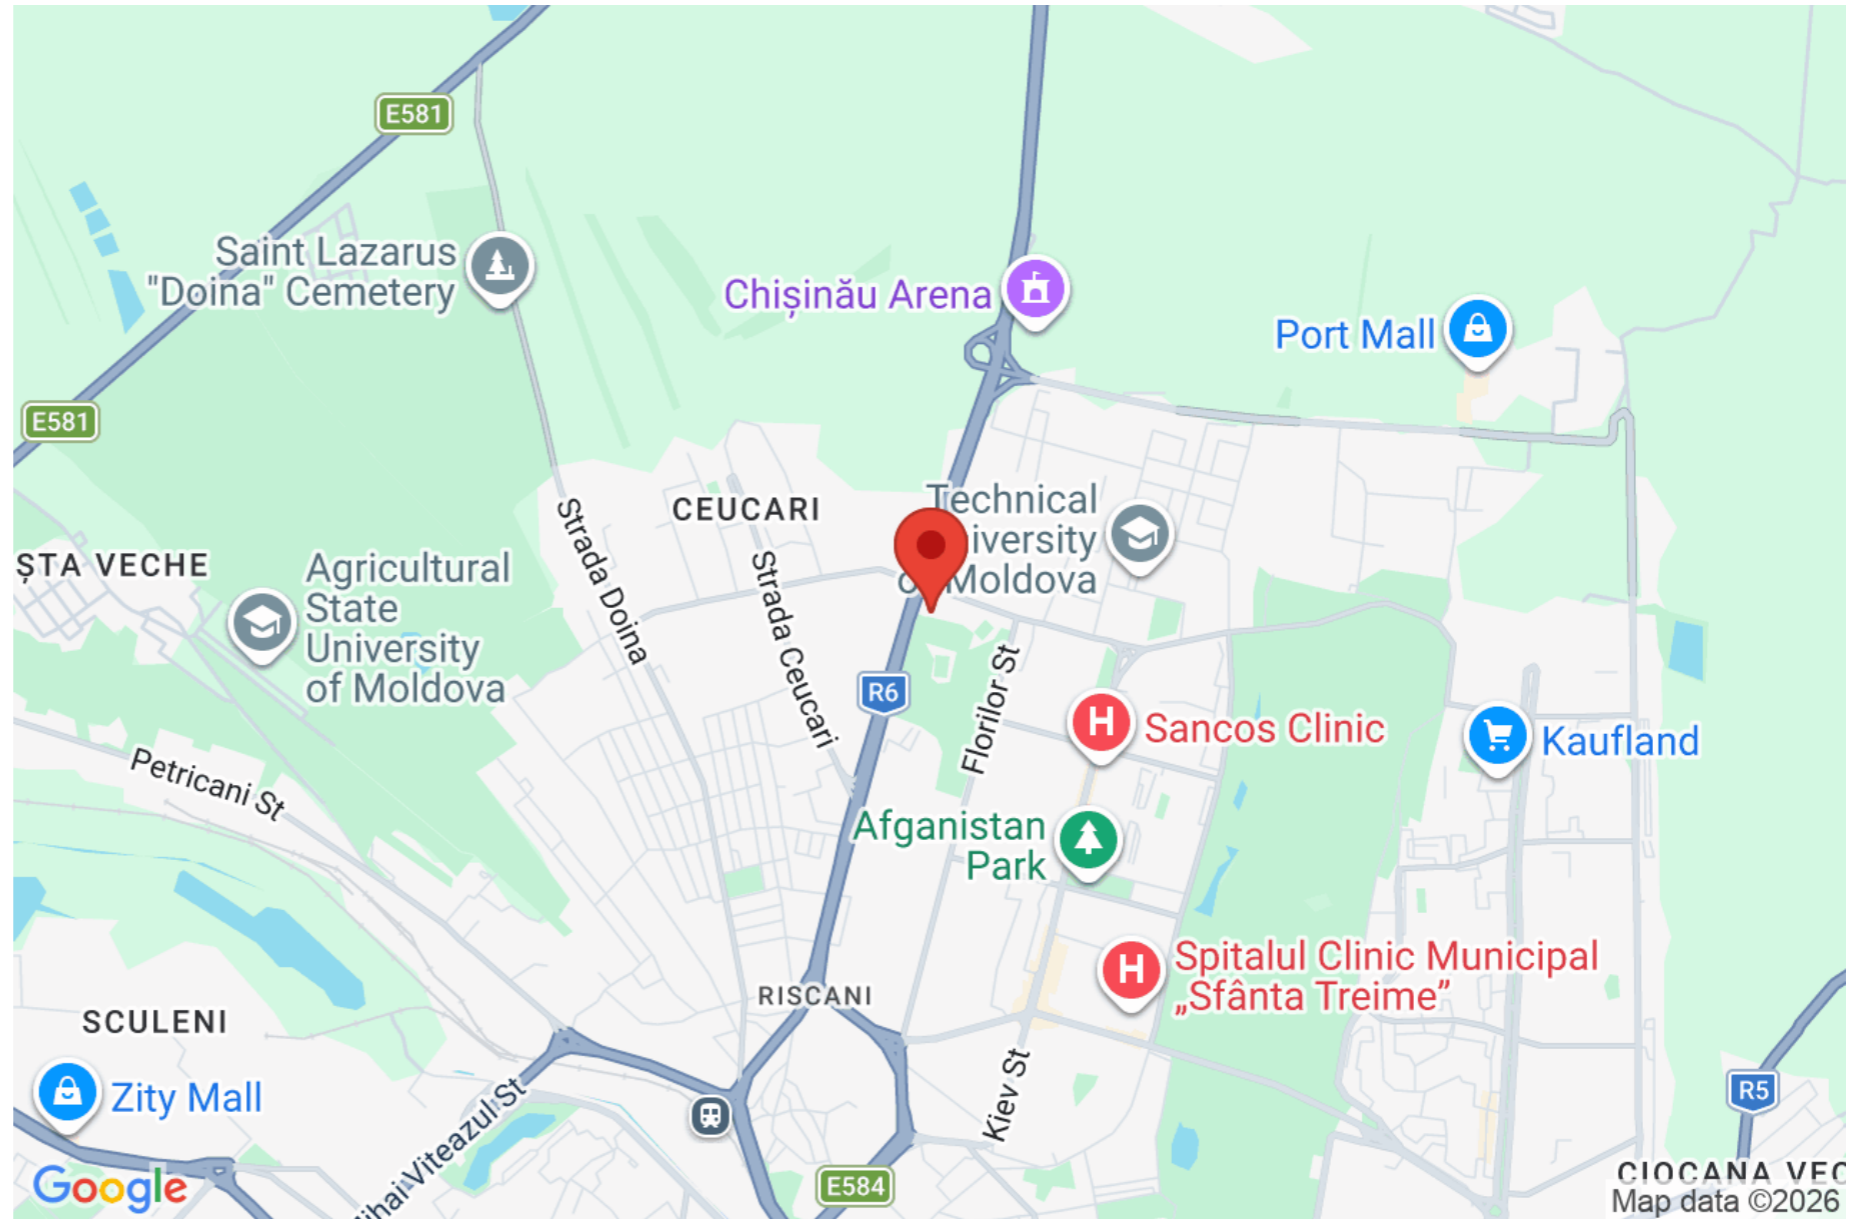 E581
Saint Lazarus
"Doina" Cemetery
Chișinău Arena
Port Mall
E581
CEUCARI
Technical
iversity
of Moldova
Strada Doina
Strada Ceucari
ȘTA VECHE
Agricultural
State
University
of Moldova
R6
Florilor St
Sancos Clinic
Kaufland
Petricani St
Afganistan
Park
Spitalul Clinic Municipal
„Sfânta Treime”
RISCANI
SCULENI
Zity Mall
Kiev St
R5
ihai Viteazul St
E584
CIOCANA VEC
Google
Map data ©2026